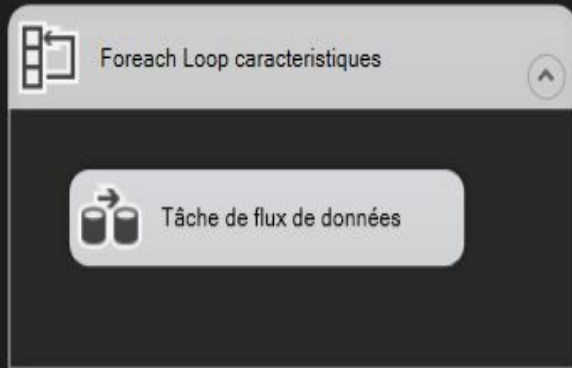 Foreach Loop caracteristiques
Tâche de flux de données